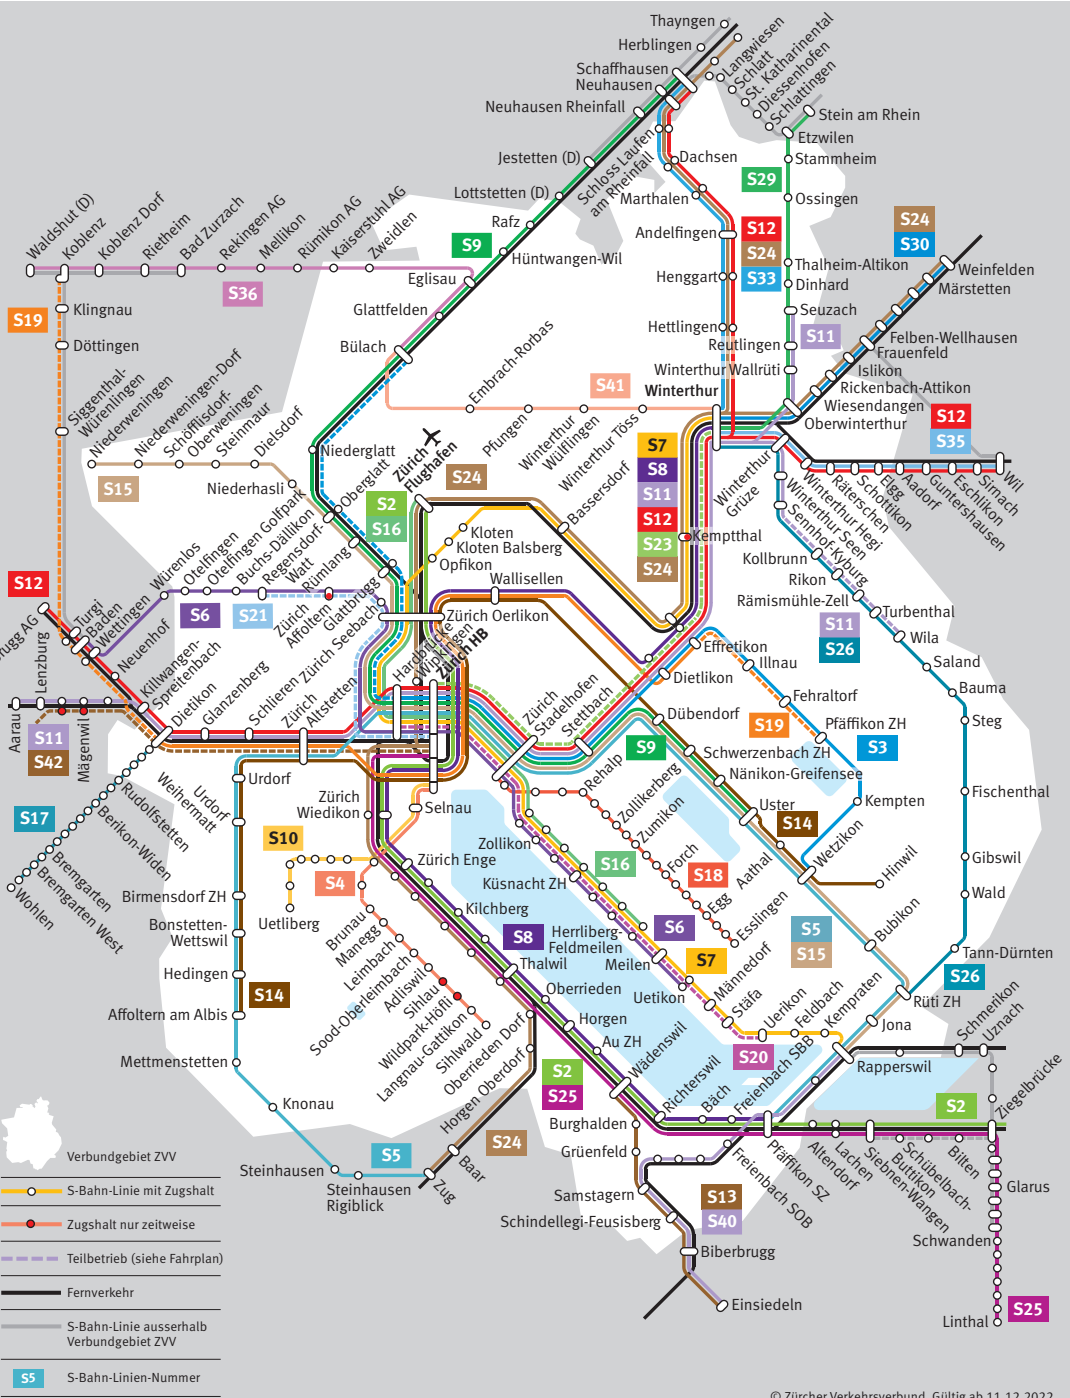 Thayngen
Herblingen
Schaffhausen
Neuhausen
Neuhausen Rheinfall
Langwiesen
Schlatt
St. Katharinental
Diessenhofen
Schlattingen
Stein am Rhein
Etzwilen
Stammheim
Ossingen
Thalheim-Altikon
Dinhard
Seuzach
Reutlingen
Winterthur Wallrüti
S29
S11
Jestetten (D)
Lottstetten (D)
Rafz
Hüntwangen-Wil
S9
Schloss Laufen
am Rheinfall
Dachsen
Marthalen
Andelfingen
Henggart
Hettlingen
S12
S24
S33
S24
S30
Weinfelden
Märstetten
Felben-Wellhausen
Frauenfeld
Islikon
Rickenbach-Attikon
Wiesendangen
Oberwinterthur
Winterthur
Waldshut (D)
Koblenz
Koblenz Dorf
Rietheim
Bad Zurzach
Rekingen AG
Mellikon
Rümikon AG
Kaiserstuhl AG
Zweidlen
S36
Eglisau
Glattfelden
Bülach
S19
Klingnau
Döttingen
Siggenthal-
Würenlingen
Niederweningen
Niederweningen-Dorf
Schöfflisdorf-
Oberweningen
Steinmaur
Dielsdorf
S15
Niederhasli
Niederglatt
Oberglatt
Embrach-Rorbas
S41
Pfungen
Winterthur
Wülflingen
Winterthur Töss
S12
S35
Wil
Sirnach
Eschlikon
Guntershausen
Aadorf
Elgg
Schottikon
Räterschen
Winterthur Hegi
Winterthur Seen
Winterthur
Grüze
Sennhof-Kyburg
Kollbrunn
Rikon
Rämismühle-Zell
Turbenthal
Wila
Saland
Bauma
Steg
Fischenthal
Gibswil
Wald
Tann-Dürnten
S11
S26
S7
S8
S11
S12
S23
S24
Kemptthal
Zürich
Flughafen
S24
S2
S16
Bassersdorf
Kloten
Kloten Balsberg
Opfikon
Wallisellen
Zürich Oerlikon
Rümlang
Glattbrugg
Zürich Seebach
Zürich
Affoltern
Regensdorf-
Watt
Buchs-Dällikon
Otelfingen Golfpark
Otelfingen
Würenlos
S6
S21
S12
Brugg AG
Turgi
Baden
Wettingen
Neuenhof
Killwangen-
Spreitenbach
Dietikon
Glanzenberg
Schlieren
Zürich
Altstetten
Hardbrücke
Wipkingen
Zürich HB
Aarau
Lenzburg
Mägenwil
S11
S42
S17
Rudolfstetten
Berikon-Widen
Bremgarten
Bremgarten West
Wohlen
Effretikon
Dietlikon
Illnau
Fehraltorf
S19
Pfäffikon ZH
S3
Kempten
Wetzikon
Hinwil
Dübendorf
S9
Schwerzenbach ZH
Nänikon-Greifensee
Uster
S14
Aathal
Zürich
Stadelhofen
Stettbach
Rehalp
Zollikerberg
Zumikon
Forch
Egg
Esslingen
S18
Urdorf
Urdorf
Weihermatt
Birmensdorf ZH
Bonstetten-
Wettswil
Hedingen
Affoltern am Albis
S14
Mettmenstetten
Knonau
Steinhausen
Steinhausen
Rigiblick
S5
Zug
Baar
S24
Zürich
Wiedikon
Selnau
S10
Uetliberg
S4
Brunau
Manegg
Leimbach
Sood-Oberleimbach
Adliswil
Sihlau
Wildpark-Höfli
Langnau-Gattikon
Sihlwald
Oberrieden Dorf
Horgen Oberdorf
Zürich Enge
Kilchberg
S8
Thalwil
Oberrieden
Horgen
Au ZH
Wädenswil
Richterswil
Bäch
Freienbach SBB
S2
S25
Zollikon
Küsnacht ZH
Herrliberg-
Feldmeilen
Meilen
Uetikon
S16
S6
S7
Männedorf
Stäfa
Uerikon
Feldbach
Kempraten
S20
S5
S15
Bubikon
S26
Rüti ZH
Jona
Rapperswil
Schmerikon
Uznach
Ziegelbrücke
S2
Pfäffikon SZ
Altendorf
Lachen
Siebnen-Wangen
Schübelbach-
Buttikon
Bilten
Freienbach SOB
Burghalden
Grüenfeld
Samstagern
Schindellegi-Feusisberg
S13
S40
Biberbrugg
Einsiedeln
Glarus
Schwanden
S25
Linthal
Verbundgebiet ZVV
S-Bahn-Linie mit Zugshalt
Zugshalt nur zeitweise
Teilbetrieb (siehe Fahrplan)
Fernverkehr
S-Bahn-Linie ausserhalb
Verbundgebiet ZVV
S5 S-Bahn-Linien-Nummer
© Zürcher Verkehrsverbund, Gültig ab 11.12.2022